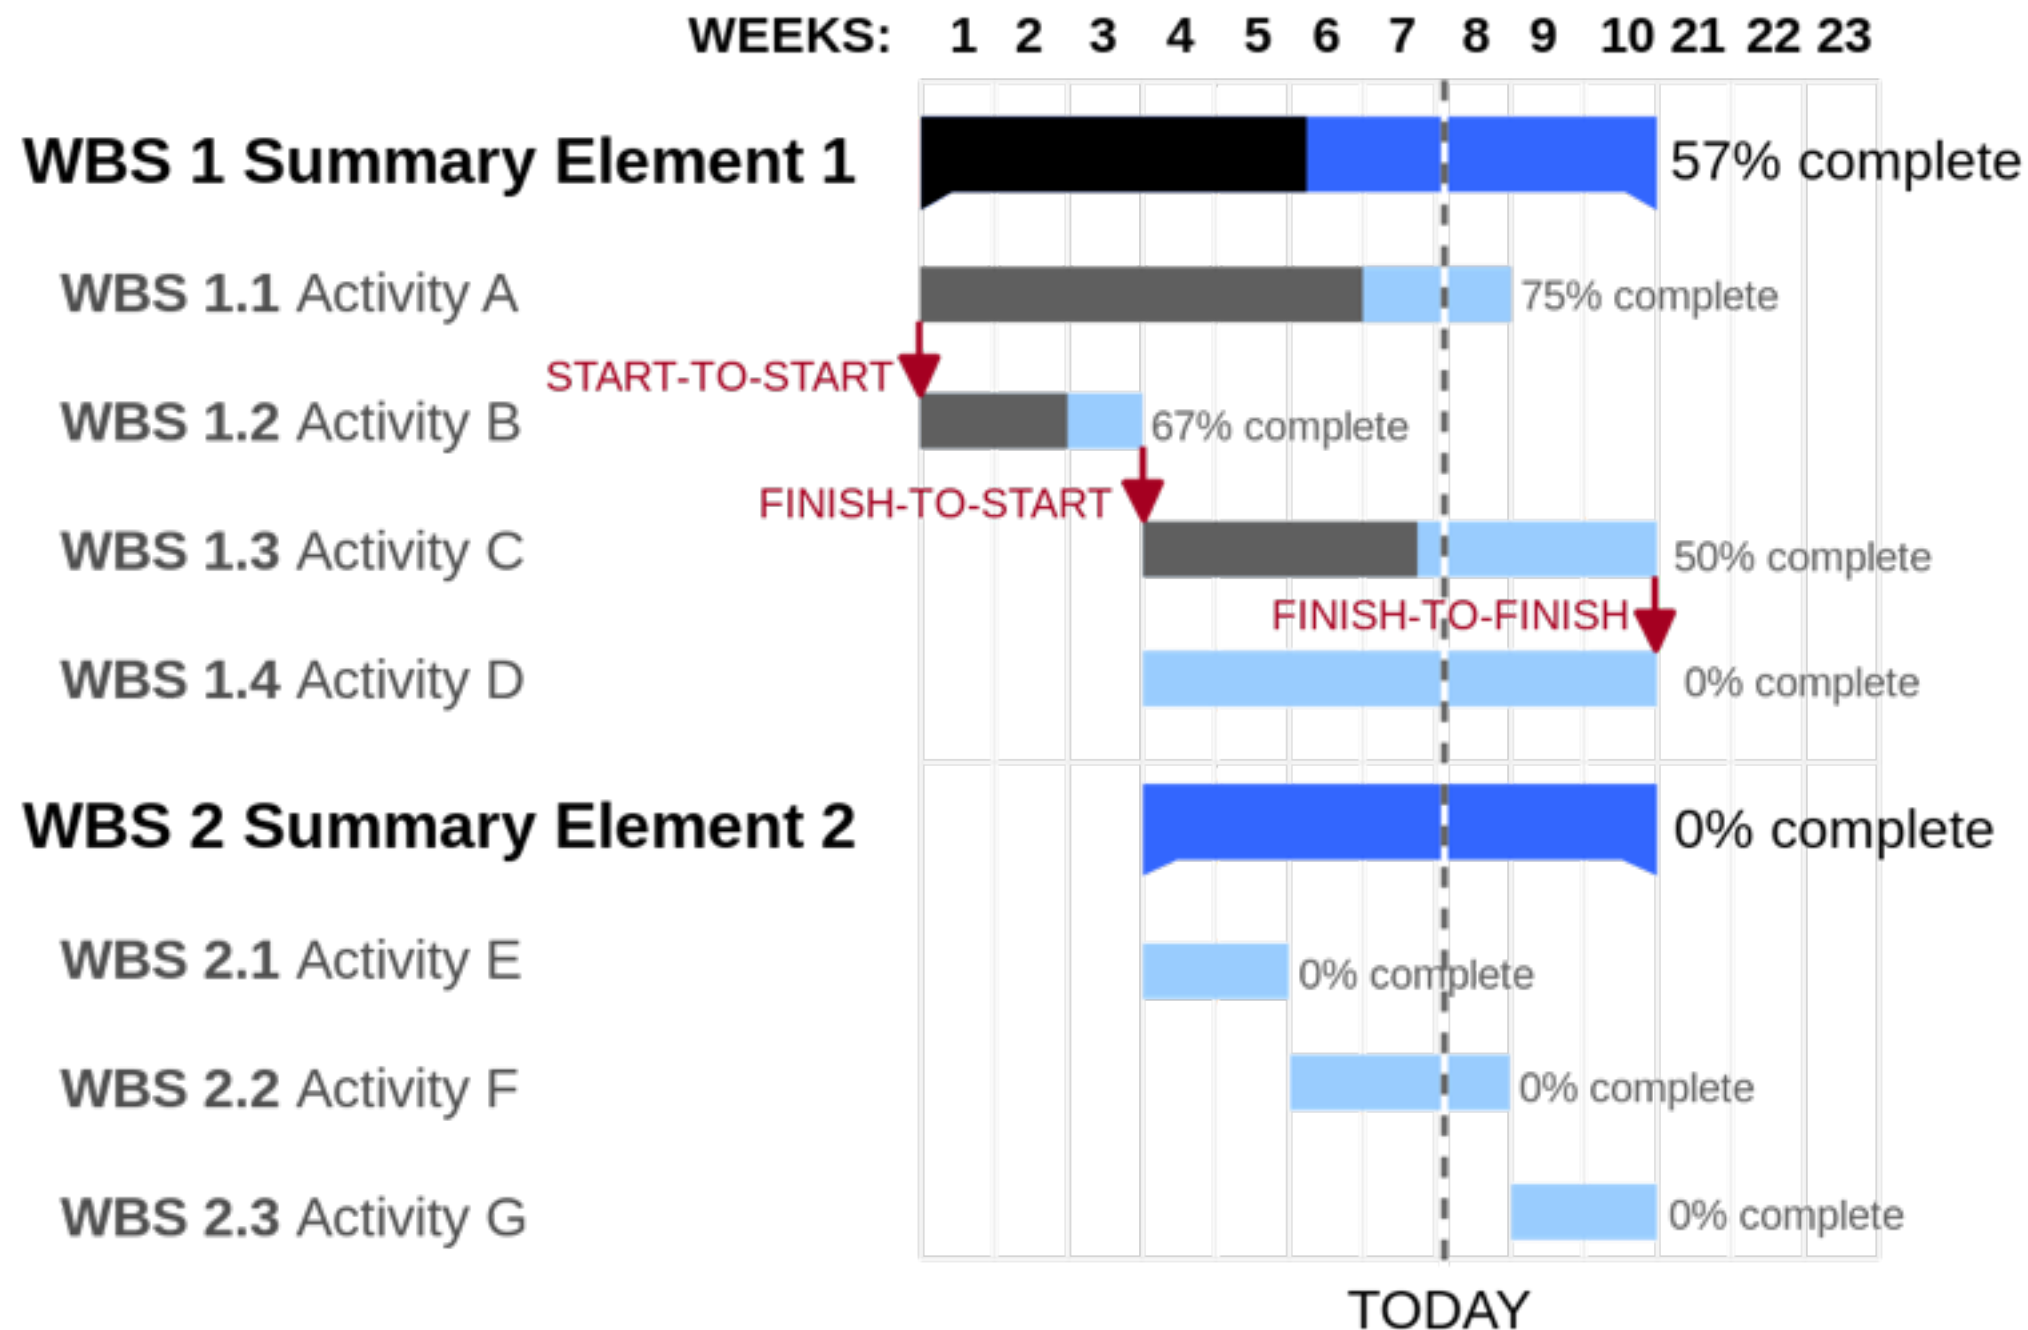 WEEKS: 1 2 3 4 5 6 7 8 9 10 21 22 23
WBS 1 Summary Element 1 57% complete
WBS 1.1 Activity A 75% complete
START-TO-START
WBS 1.2 Activity B 67% complete
FINISH-TO-START
WBS 1.3 Activity C 50% complete
FINISH-TO-FINISH
WBS 1.4 Activity D 0% complete
WBS 2 Summary Element 2 0% complete
WBS 2.1 Activity E 0% complete
WBS 2.2 Activity F 0% complete
WBS 2.3 Activity G 0% complete
TODAY